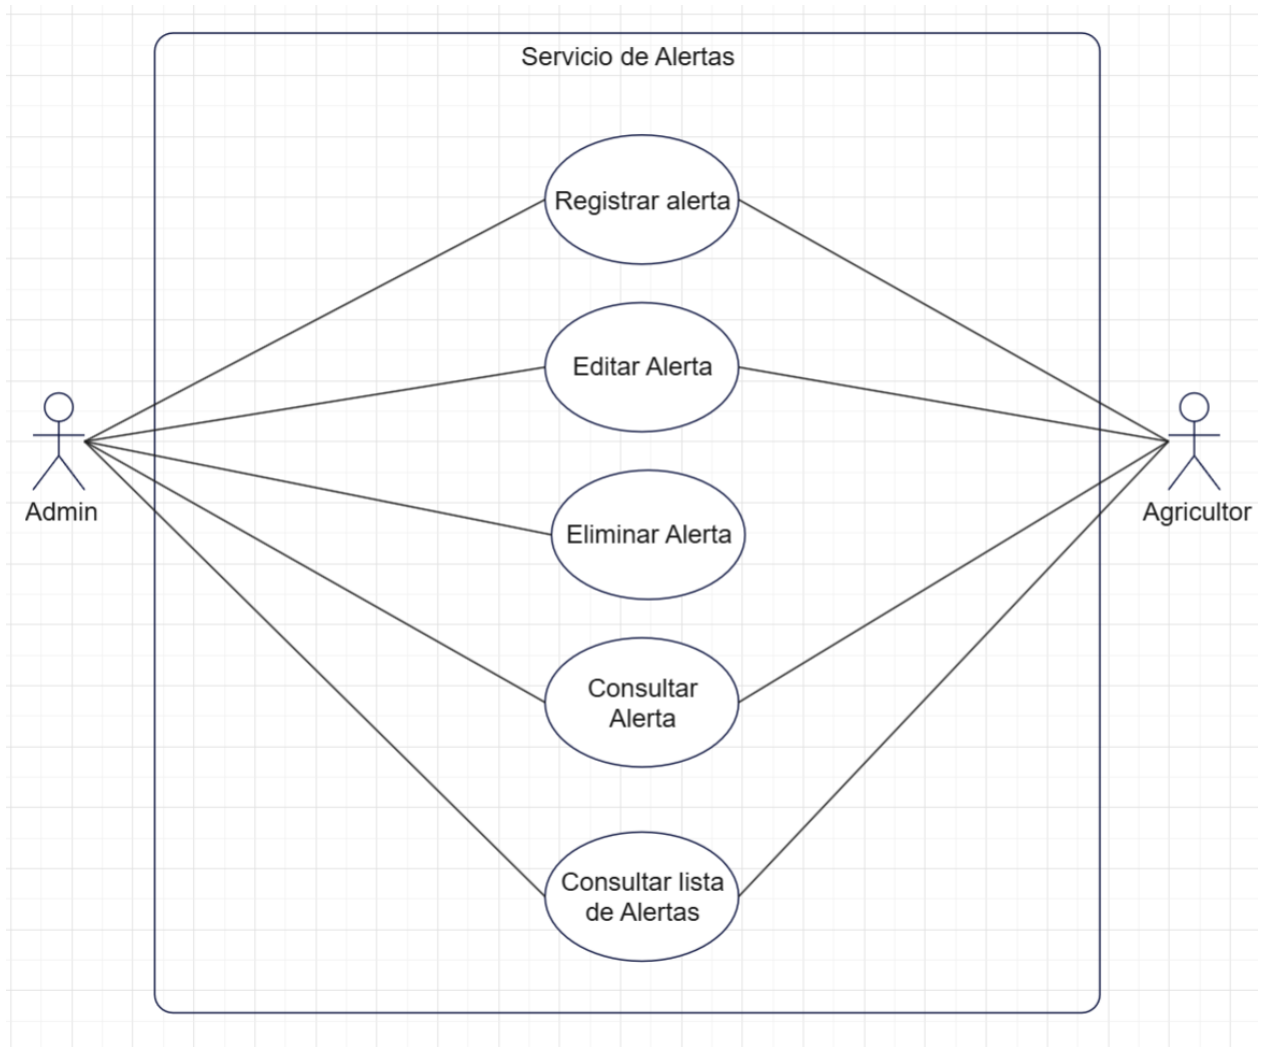 Servicio de Alertas
Registrar alerta
Editar Alerta
Eliminar Alerta
Admin
Agricultor
Consultar
Alerta
Consultar lista
de Alertas